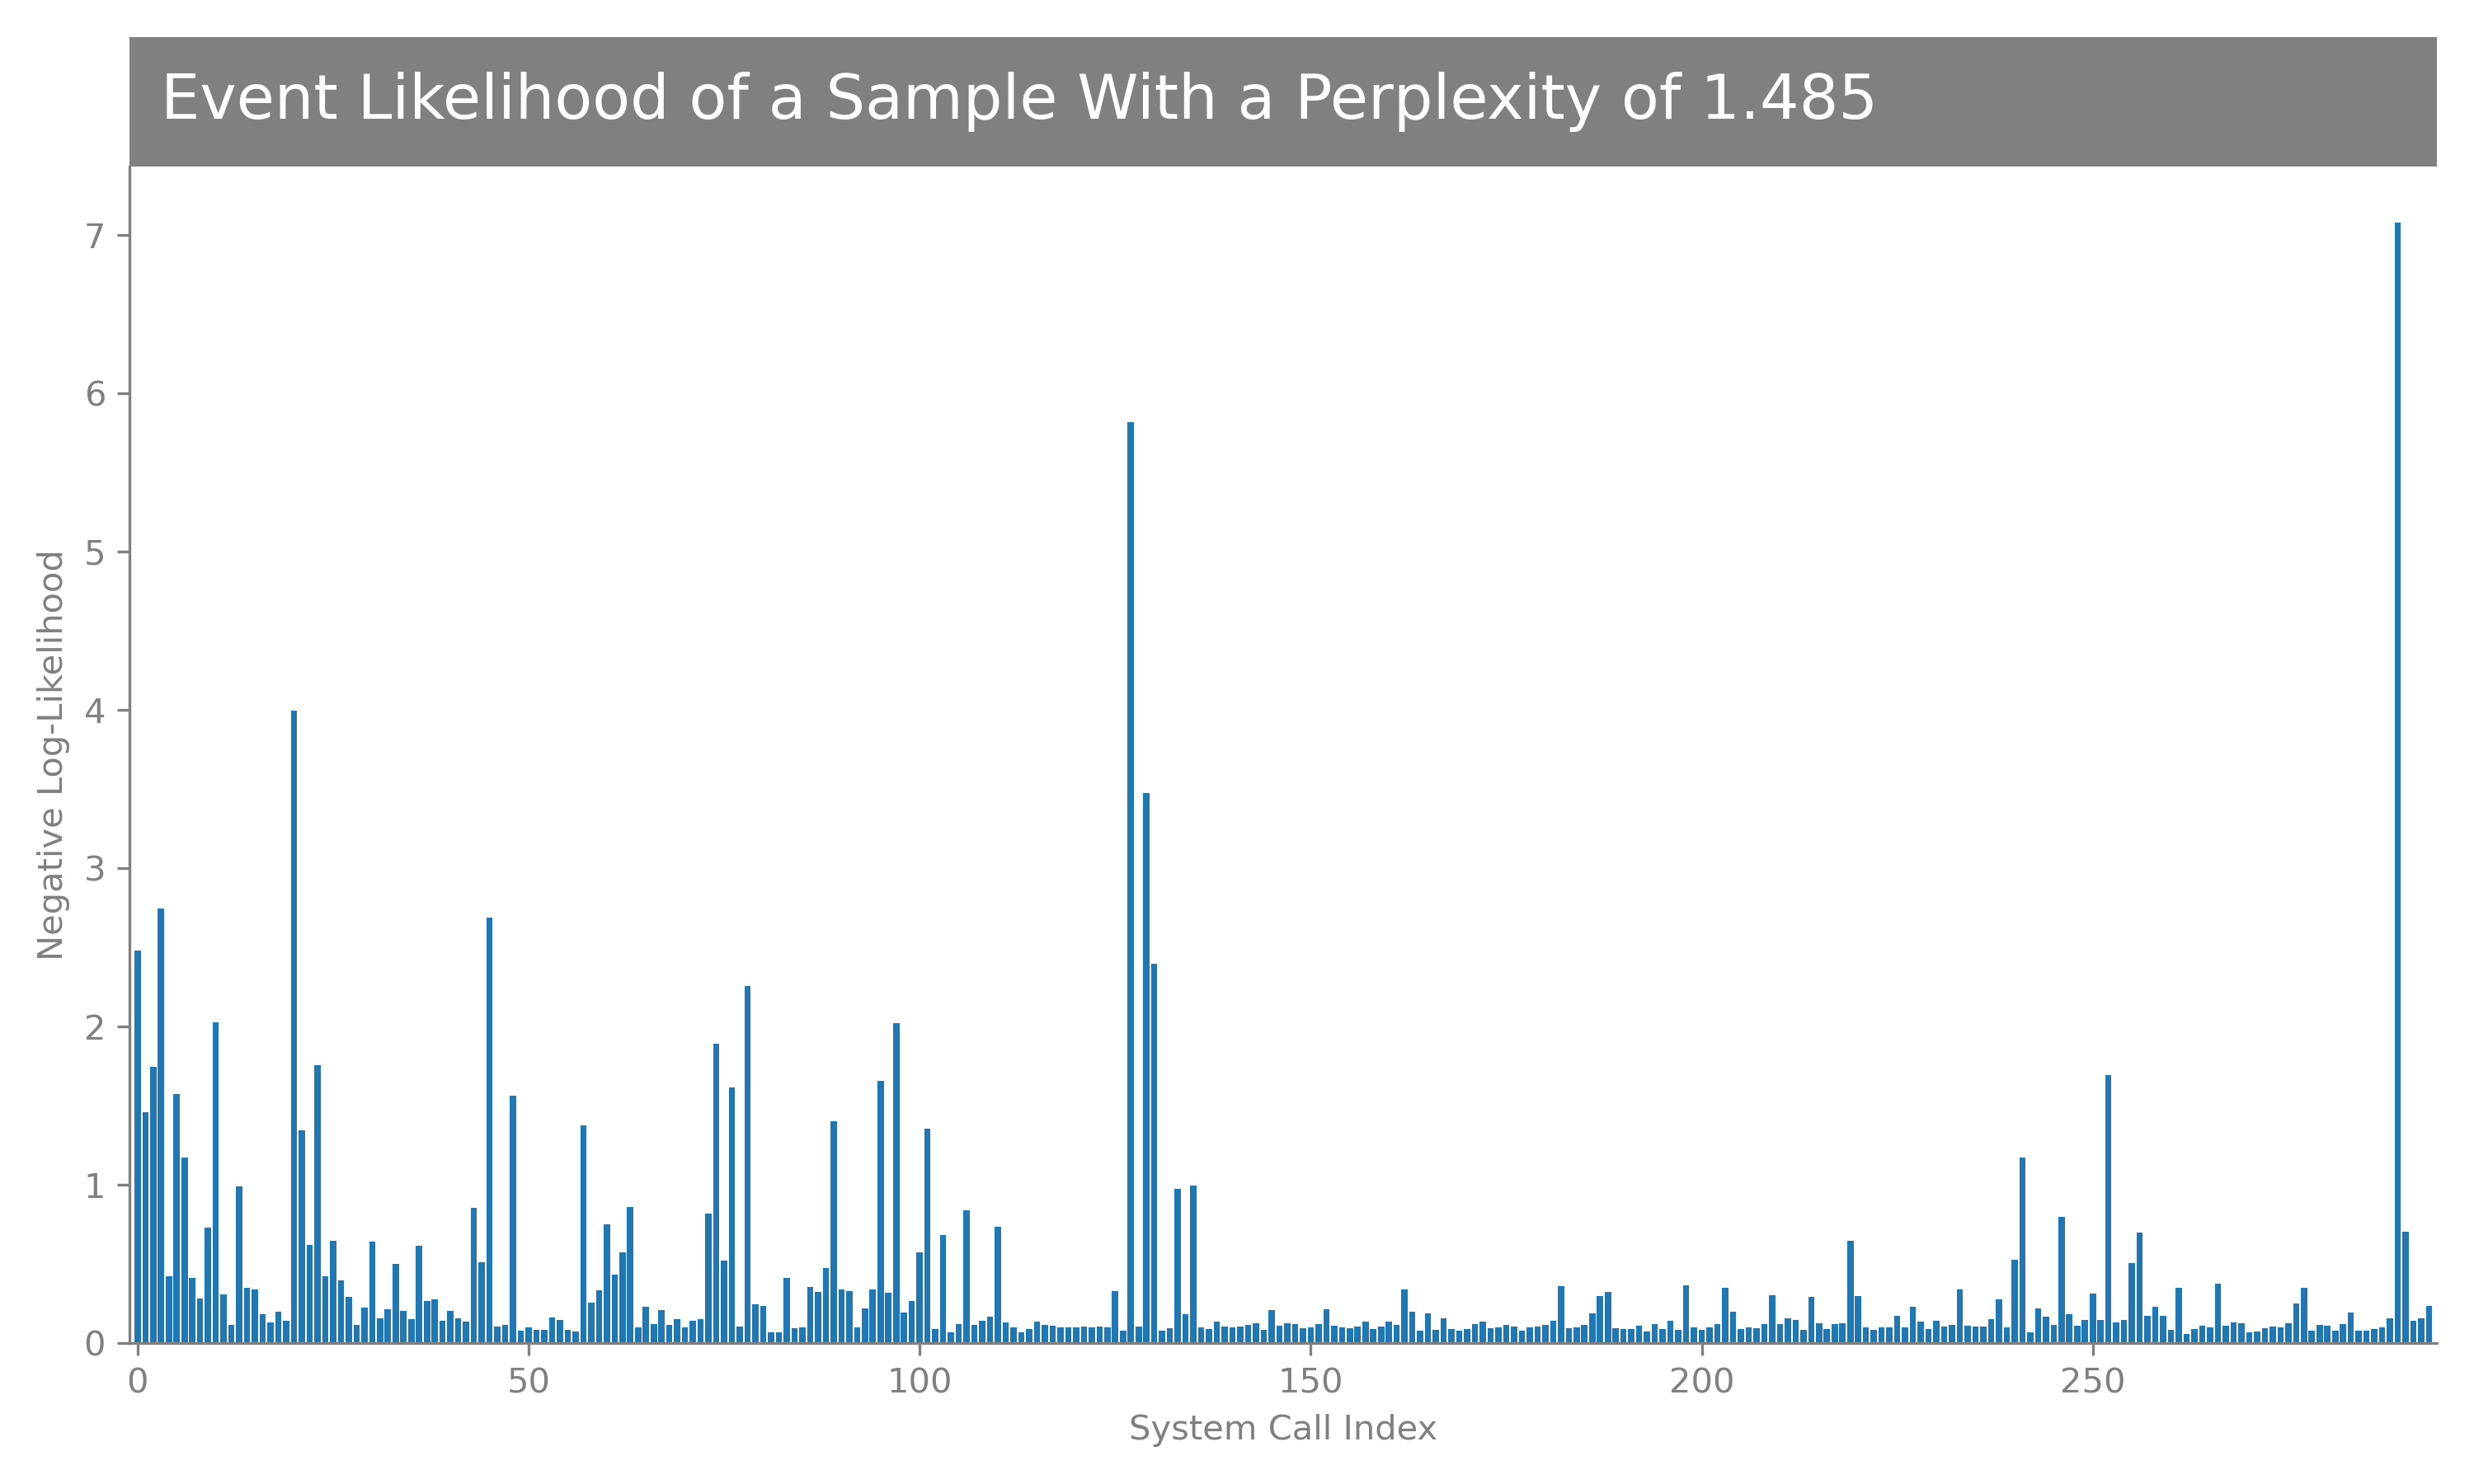 Event Likelihood of a Sample With a Perplexity of 1.485
Negative Log-Likelihood
7
6
5
4
3
2
1
0
0 50 100 150 200 250
System Call Index